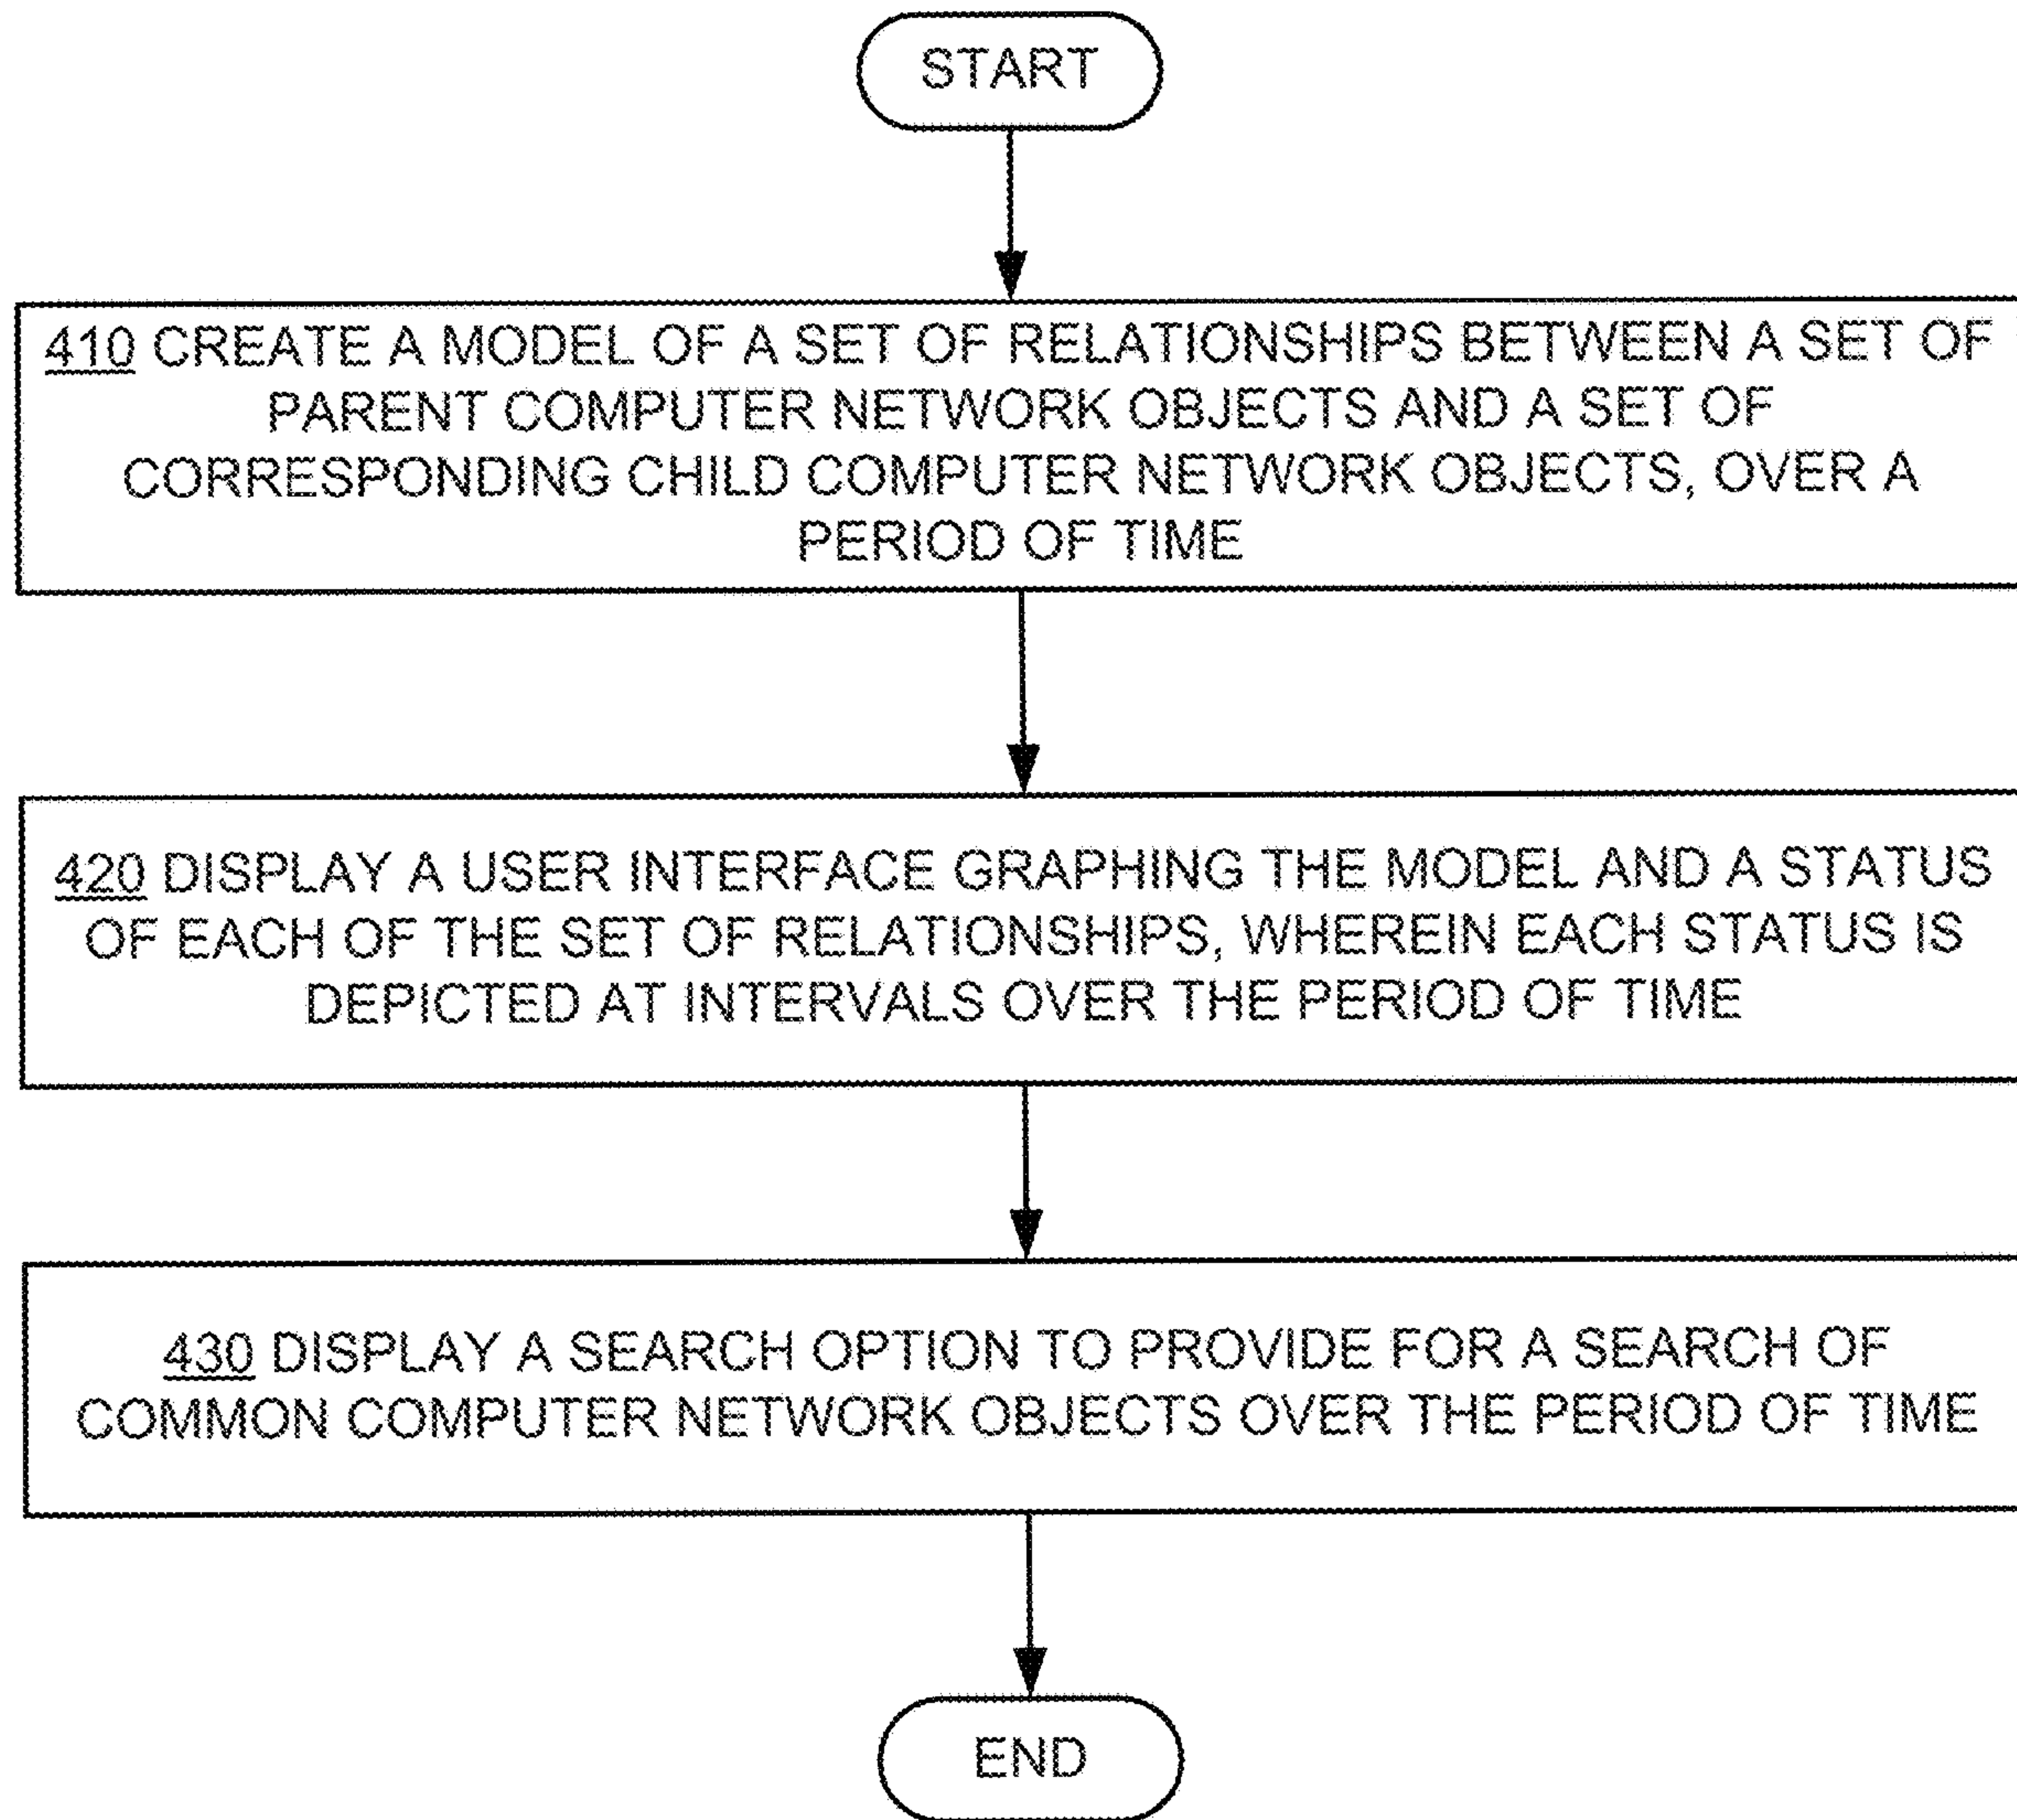 START
410 CREATE A MODEL OF A SET OF RELATIONSHIPS BETWEEN A SET OF
PARENT COMPUTER NETWORK OBJECTS AND A SET OF
CORRESPONDING CHILD COMPUTER NETWORK OBJECTS, OVER A
PERIOD OF TIME
420 DISPLAY A USER INTERFACE GRAPHING THE MODEL AND A STATUS
OF EACH OF THE SET OF RELATIONSHIPS, WHEREIN EACH STATUS IS
DEPICTED AT INTERVALS OVER THE PERIOD OF TIME
430 DISPLAY A SEARCH OPTION TO PROVIDE FOR A SEARCH OF
COMMON COMPUTER NETWORK OBJECTS OVER THE PERIOD OF TIME
END